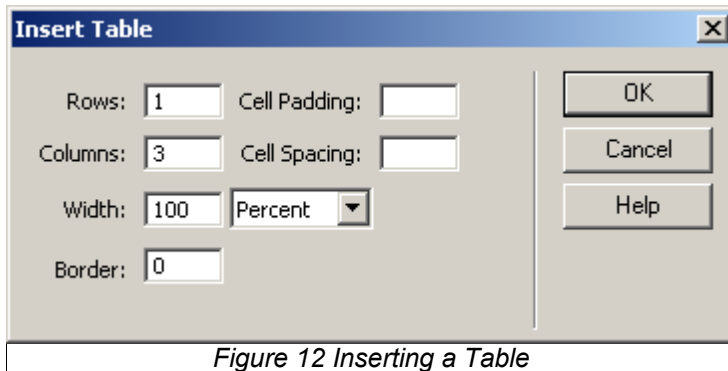 Insert Table
Rows: 1 Cell Padding: OK
Columns: 3 Cell Spacing: Cancel
Width: 100 Percent Help
Border: 0
Figure 12 Inserting a Table